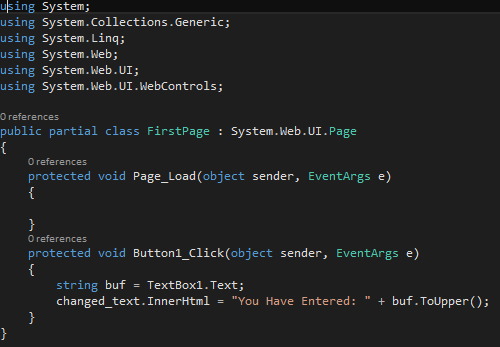 using System;
using System.Collections.Generic;
using System.Linq;
using System.Web;
using System.Web.UI;
using System.Web.UI.WebControls;
0 references
public partial class FirstPage : System.Web.UI.Page
{
0 references
protected void Page_Load(object sender, EventArgs e)
{
}
0 references
protected void Button1_Click(object sender, EventArgs e)
{
string buf = TextBox1.Text;
changed_text.InnerHtml = "You Have Entered: " + buf.ToUpper();
}
}